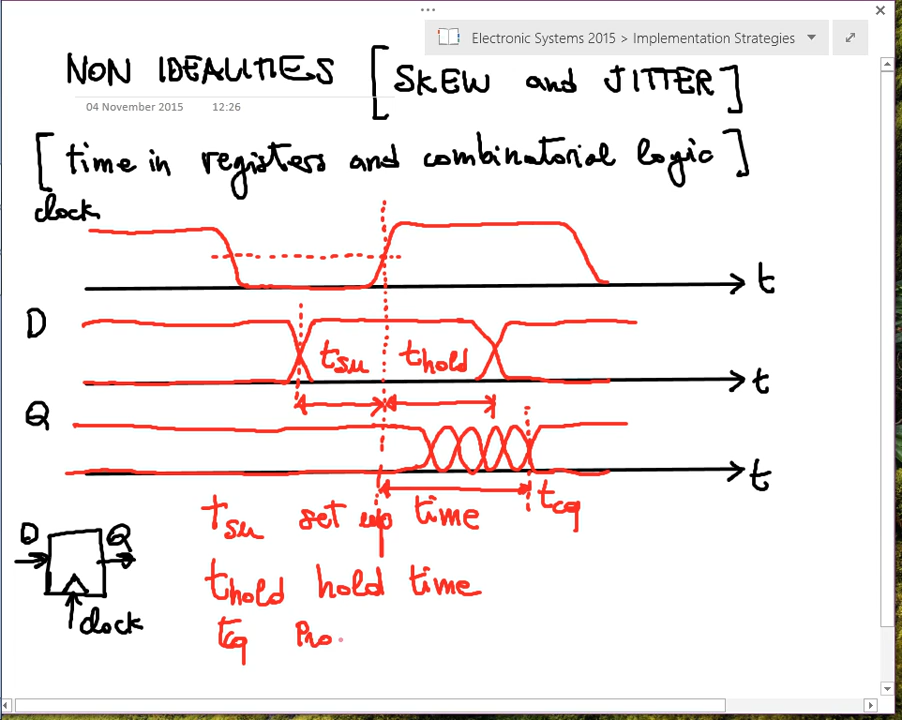 Electronic Systems 2015 > Implementation Strategies
NON IDEALITIES [SKEW and JITTER]
04 November 2015 12:26
[time in registers and combinatorial logic]
clock
t
D
tsu thold
t
Q
t
tcq
tsu set up time
D Q
thold hold time
clock
tcq Pro